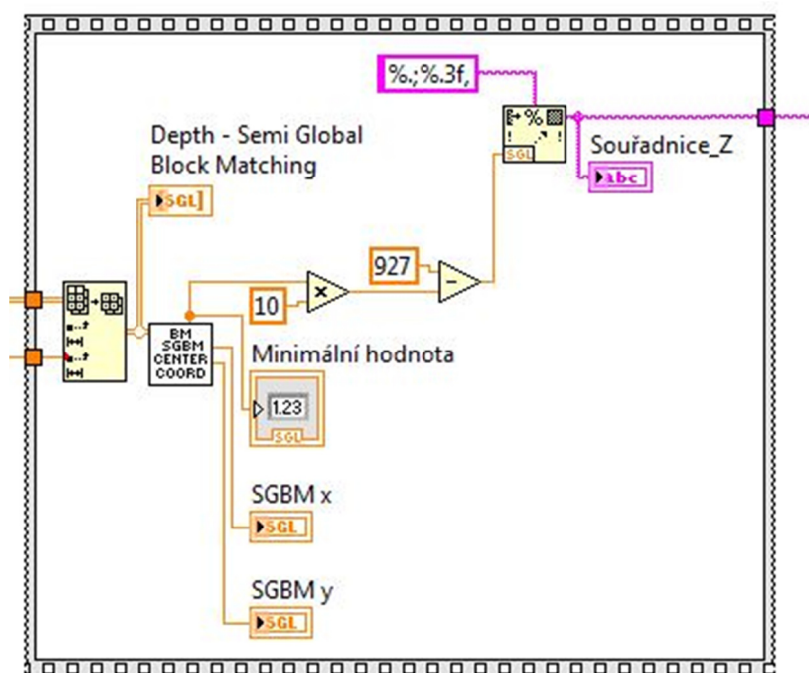 %.;%.3f,
%
SGL
Souřadnice_Z
abc
Depth - Semi Global
Block Matching
SGL]
927
10
BM
SGBM
CENTER
COORD
Minimální hodnota
1.23
SGL
SGBM x
SGL
SGBM y
SGL